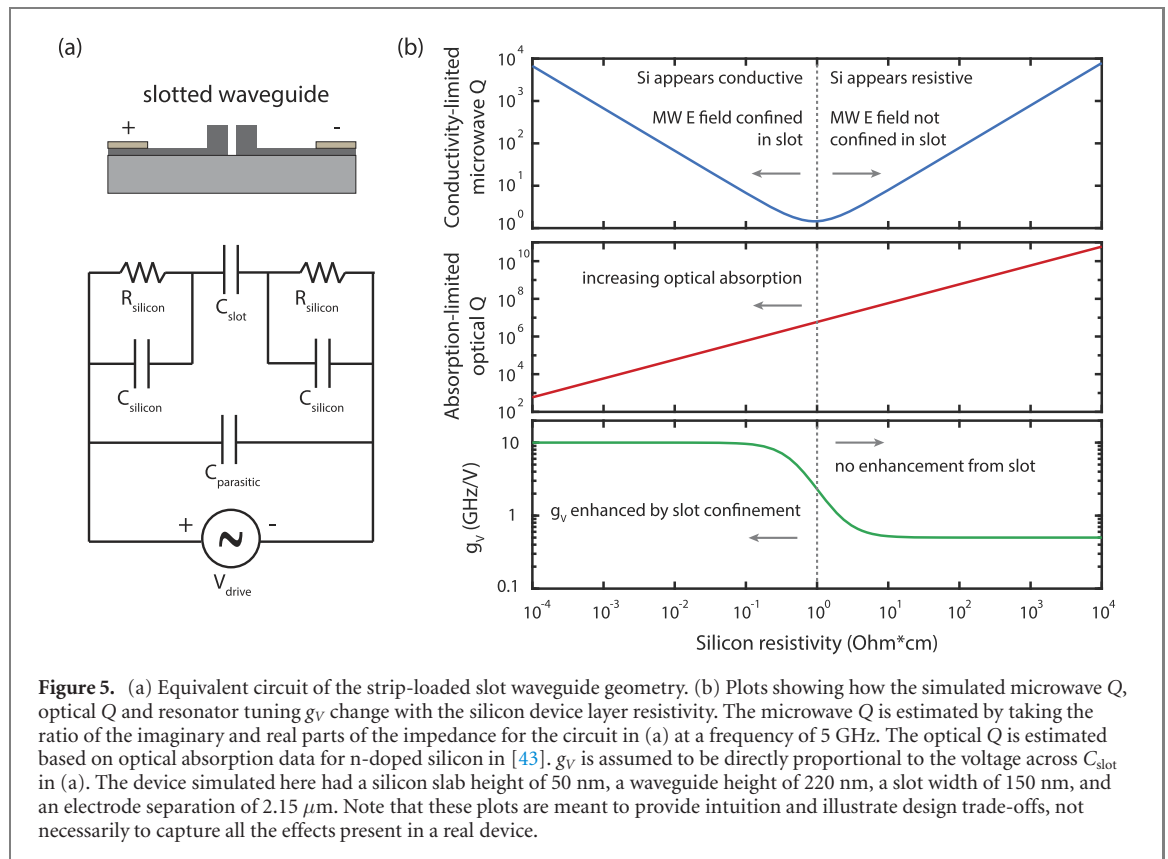 (a)
slotted waveguide
+
-
R_silicon
C_slot
R_silicon
C_silicon
C_silicon
C_parasitic
+
-
~
V_drive
(b)
Conductivity-limited
microwave Q
10^4
10^3
10^2
10^1
10^0
Si appears conductive
MW E field confined
in slot
Si appears resistive
MW E field not
confined in slot
Absorption-limited
optical Q
10^10
10^8
10^6
10^4
10^2
increasing optical absorption
g_V (GHz/V)
10
1
0.1
no enhancement from slot
g_V enhanced by slot confinement
10^-4
10^-3
10^-2
10^-1
10^0
10^1
10^2
10^3
10^4
Silicon resistivity (Ohm*cm)
Figure 5. (a) Equivalent circuit of the strip-loaded slot waveguide geometry. (b) Plots showing how the simulated microwave Q,
optical Q and resonator tuning g_V change with the silicon device layer resistivity. The microwave Q is estimated by taking the
ratio of the imaginary and real parts of the impedance for the circuit in (a) at a frequency of 5 GHz. The optical Q is estimated
based on optical absorption data for n-doped silicon in [43]. g_V is assumed to be directly proportional to the voltage across C_slot
in (a). The device simulated here had a silicon slab height of 50 nm, a waveguide height of 220 nm, a slot width of 150 nm, and
an electrode separation of 2.15 μm. Note that these plots are meant to provide intuition and illustrate design trade-offs, not
necessarily to capture all the effects present in a real device.